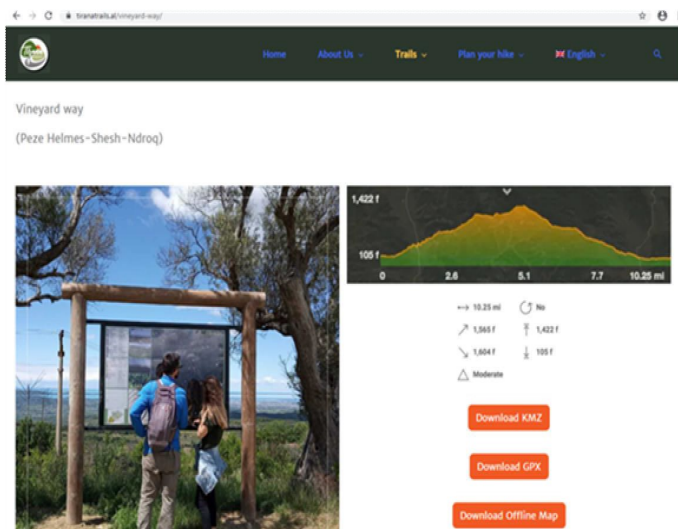 tiranatrails.al/vineyard-way/
Home About Us Trails Plan your hike English
Vineyard way
(Peze Helmes-Shesh-Ndroq)
1,422 f
105 f
0 2.6 5.1 7.7 10.25 mi
10.25 mi No
1,565 f 1,422 f
1,604 f 105 f
Moderate
Download KMZ
Download GPX
Download Offline Map